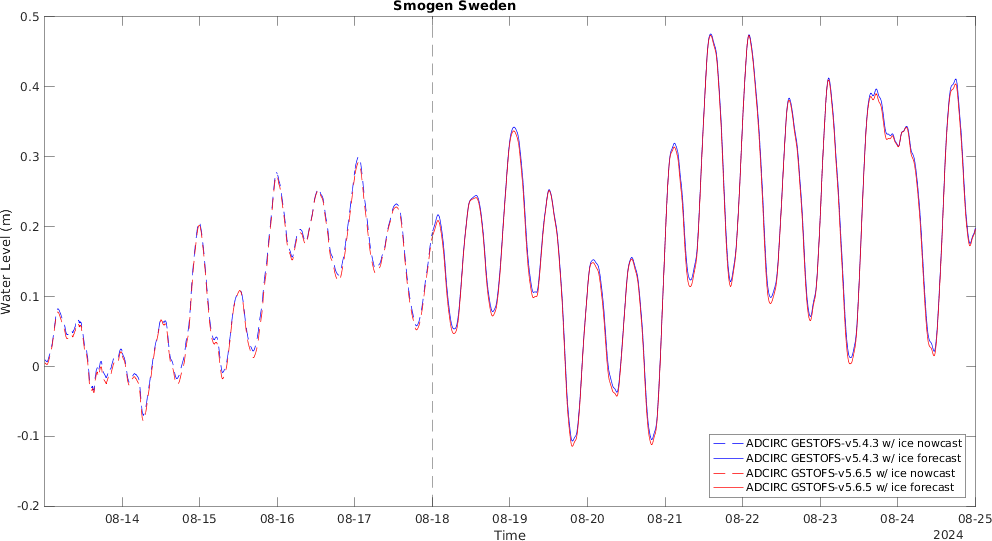 Smogen Sweden
0.5
0.4
0.3
0.2
0.1
0
-0.1
-0.2
Water Level (m)
ADCIRC GESTOFS-v5.4.3 w/ ice nowcast
ADCIRC GESTOFS-v5.4.3 w/ ice forecast
ADCIRC GSTOFS-v5.6.5 w/ ice nowcast
ADCIRC GSTOFS-v5.6.5 w/ ice forecast
08-14 08-15 08-16 08-17 08-18 08-19 08-20 08-21 08-22 08-23 08-24 08-25
Time 2024